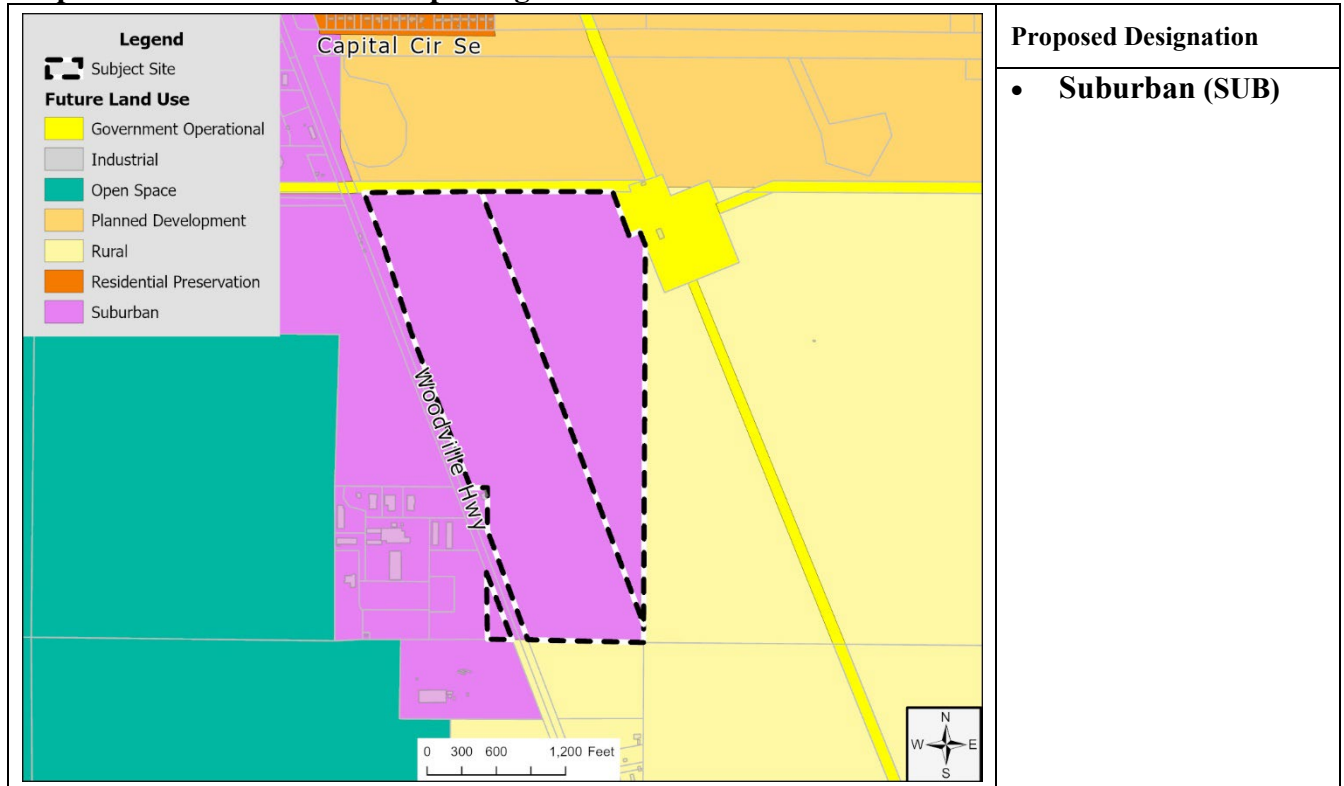 Legend
Subject Site
Future Land Use
Government Operational
Industrial
Open Space
Planned Development
Rural
Residential Preservation
Suburban
Capital Cir Se
Woodville Hwy
0 300 600 1,200 Feet
N
W E
S
Proposed Designation
• Suburban (SUB)